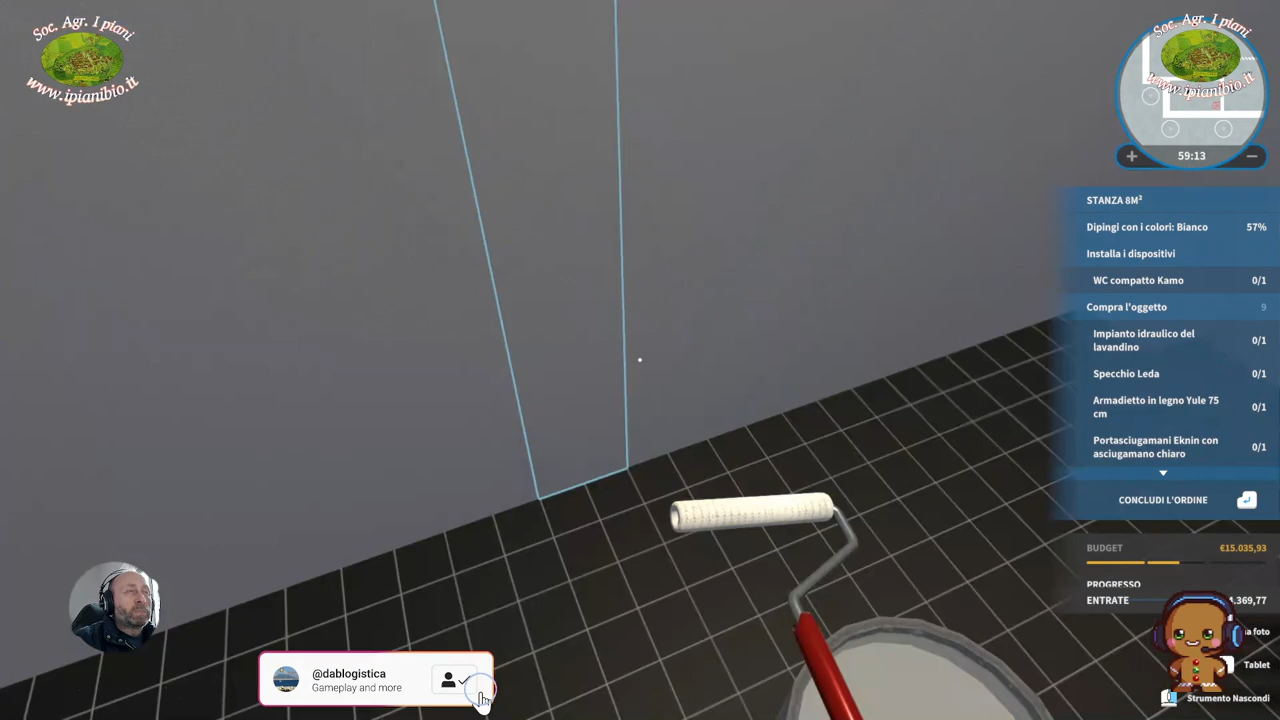 Soc. Agr. I piani
www.ipianibio.it
Soc. Agr. I piani
www.ipianibio.it
59:13
STANZA 8M²
Dipingi con i colori: Bianco 57%
Installa i dispositivi
WC compatto Kamo 0/1
Compra l'oggetto 9
Impianto idraulico del
lavandino 0/1
Specchio Leda 0/1
Armadietto in legno Yule 75
cm 0/1
Portasciugamani Eknin con
asciugamano chiaro 0/1
CONCLUDI L'ORDINE
BUDGET €15.035,93
PROGRESSO
ENTRATE .369,77
foto
Tablet
Strumento Nascondi
@dablogistica
Gameplay and more